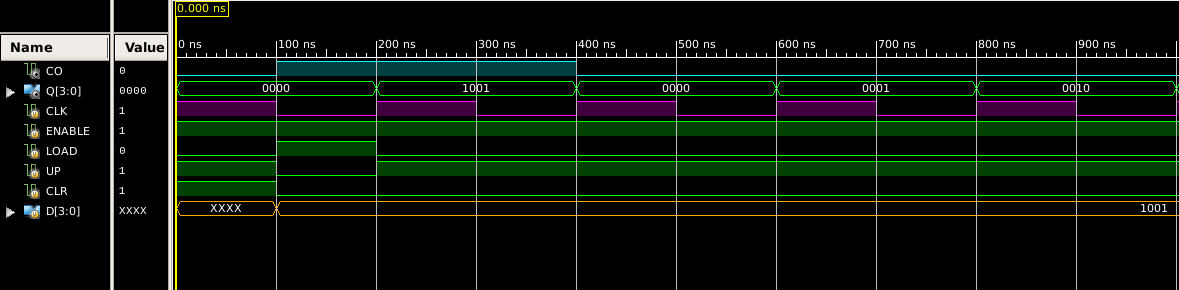 0.000 ns
Name Value
0 ns 100 ns 200 ns 300 ns 400 ns 500 ns 600 ns 700 ns 800 ns 900 ns
CO 0
Q[3:0] 0000 0000 1001 0000 0001 0010
CLK 1
ENABLE 1
LOAD 0
UP 1
CLR 1
D[3:0] XXXX XXXX 1001